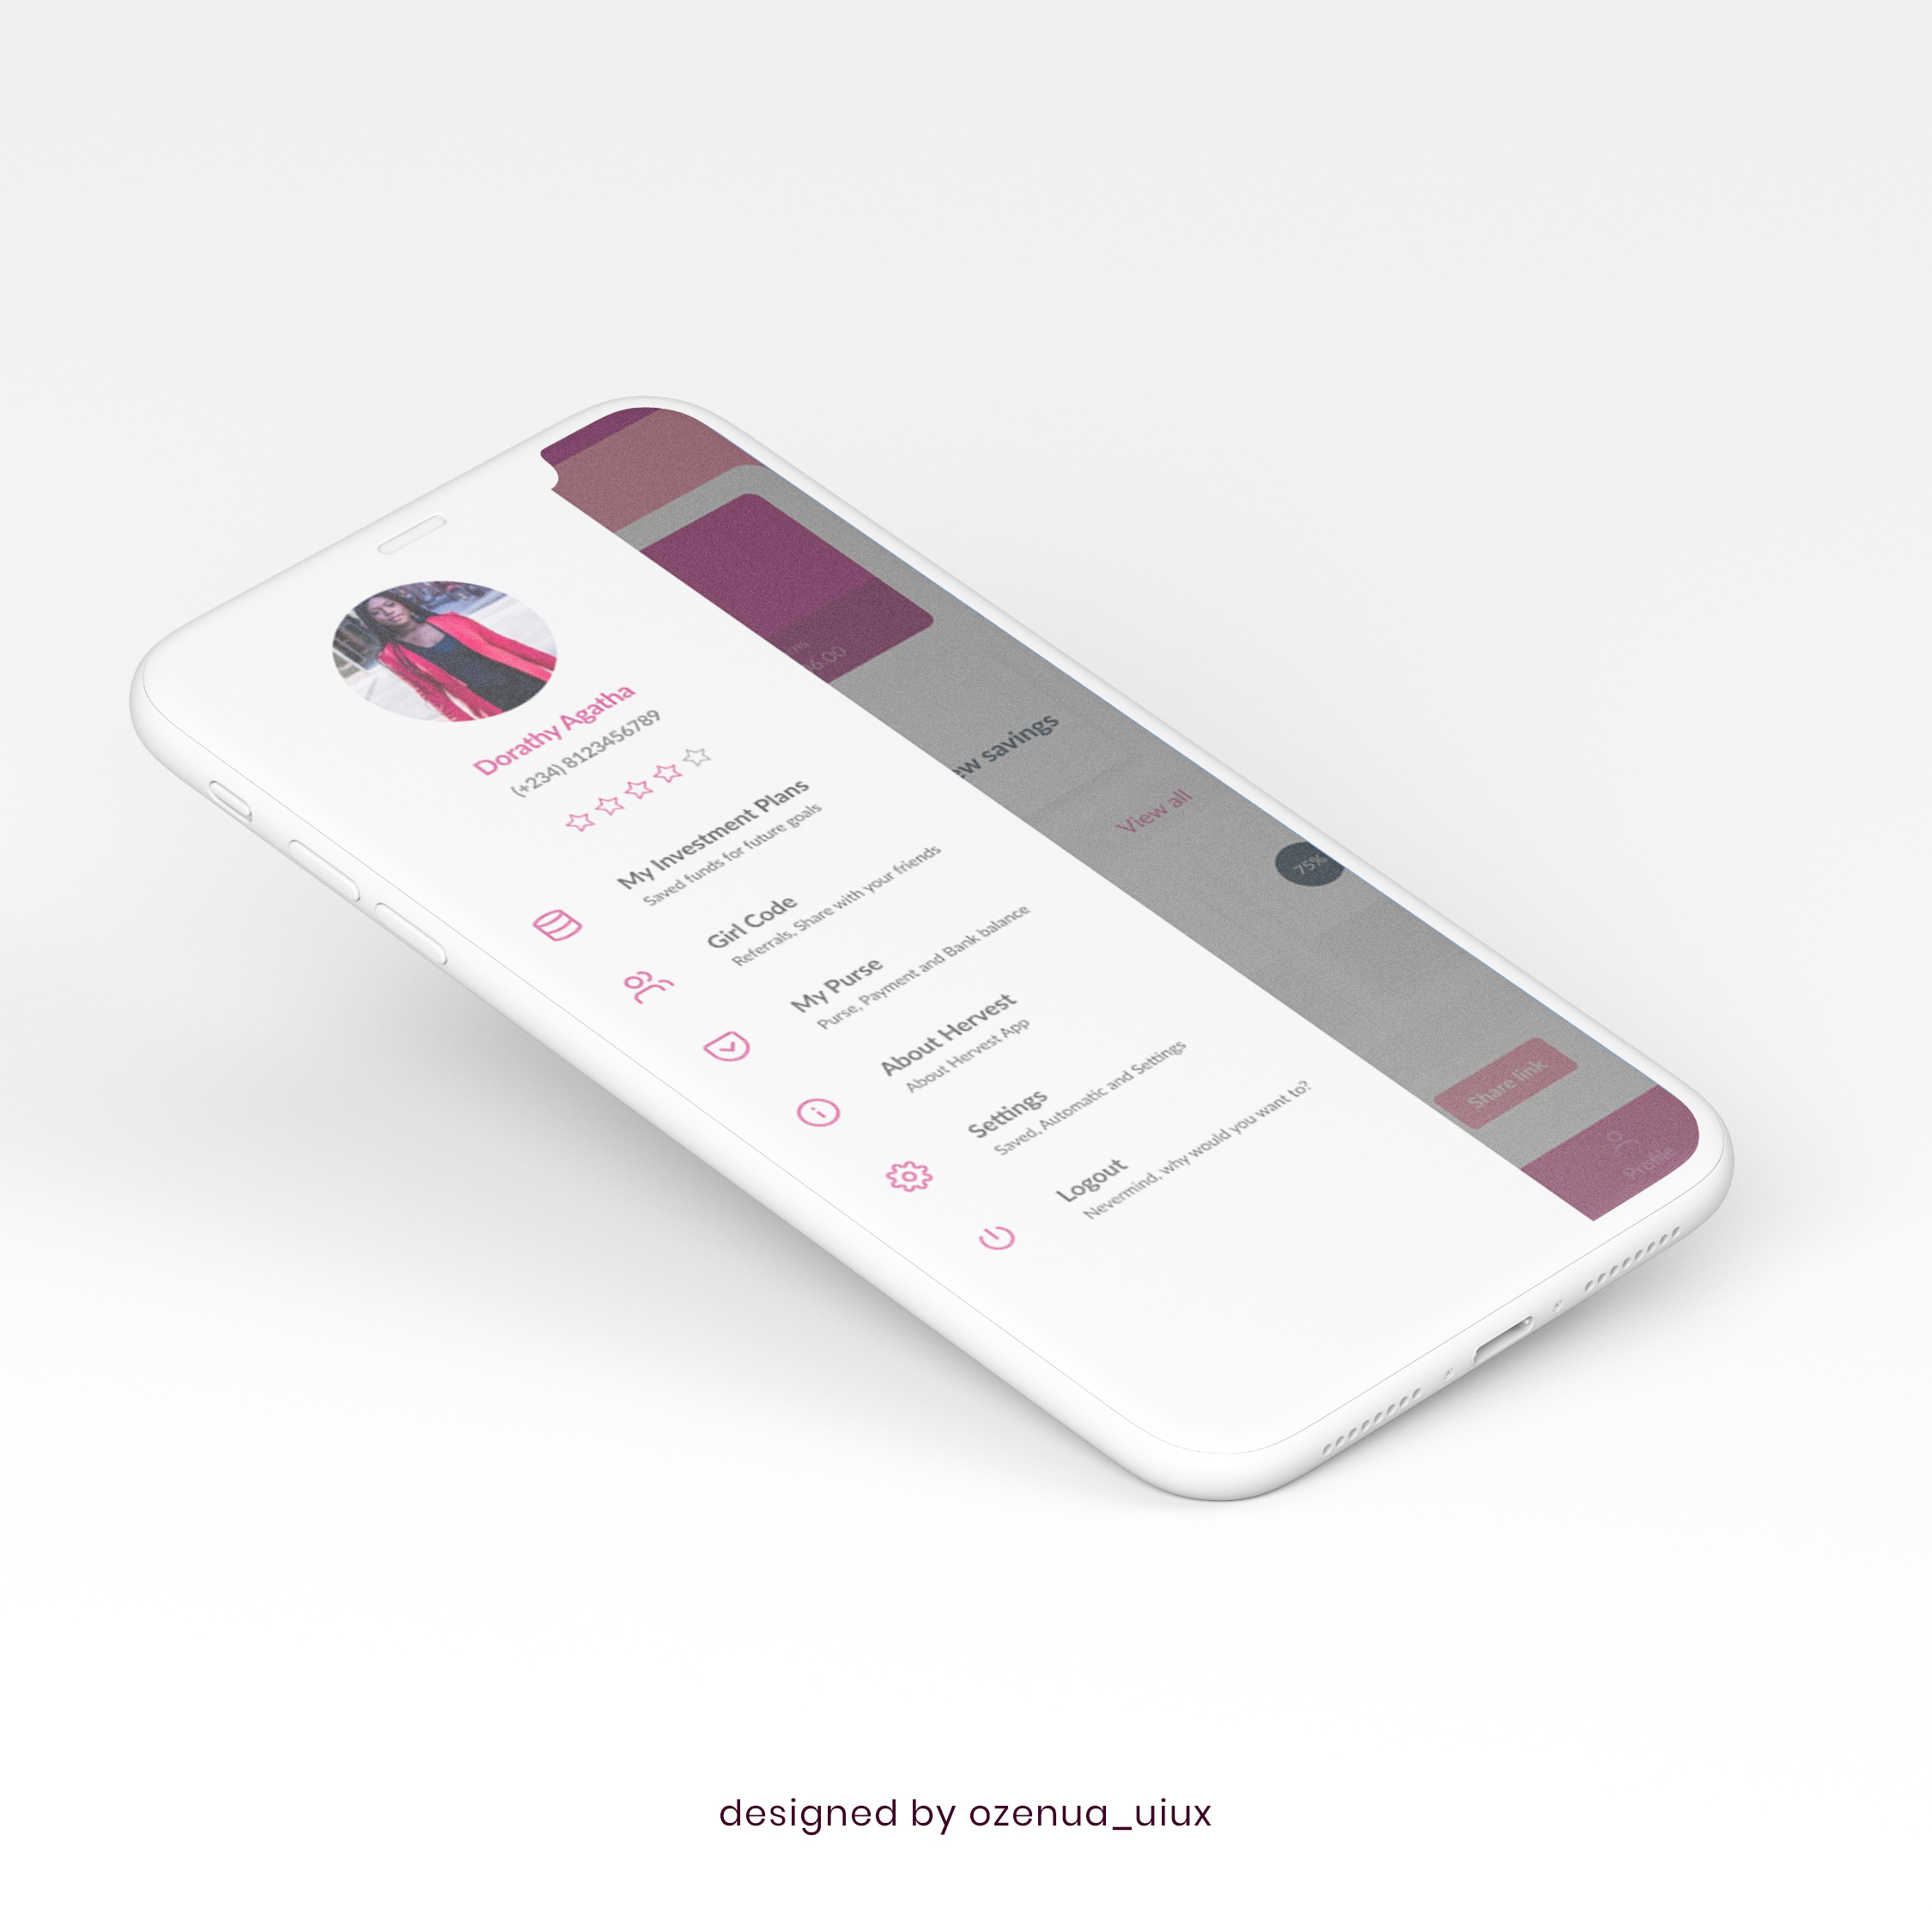 Dorathy Agatha
(+234) 8123456789
My Investment Plans
Saved funds for future goals
Girl Code
Referrals, Share with your friends
My Purse
Purse, Payment and Bank balance
About Hervest
About Hervest App
Settings
Saved, Automatic and Settings
Logout
Nevermind, why would you want to?
6.00
savings
View all
75%
Share link
Profile
designed by ozenua_uiux